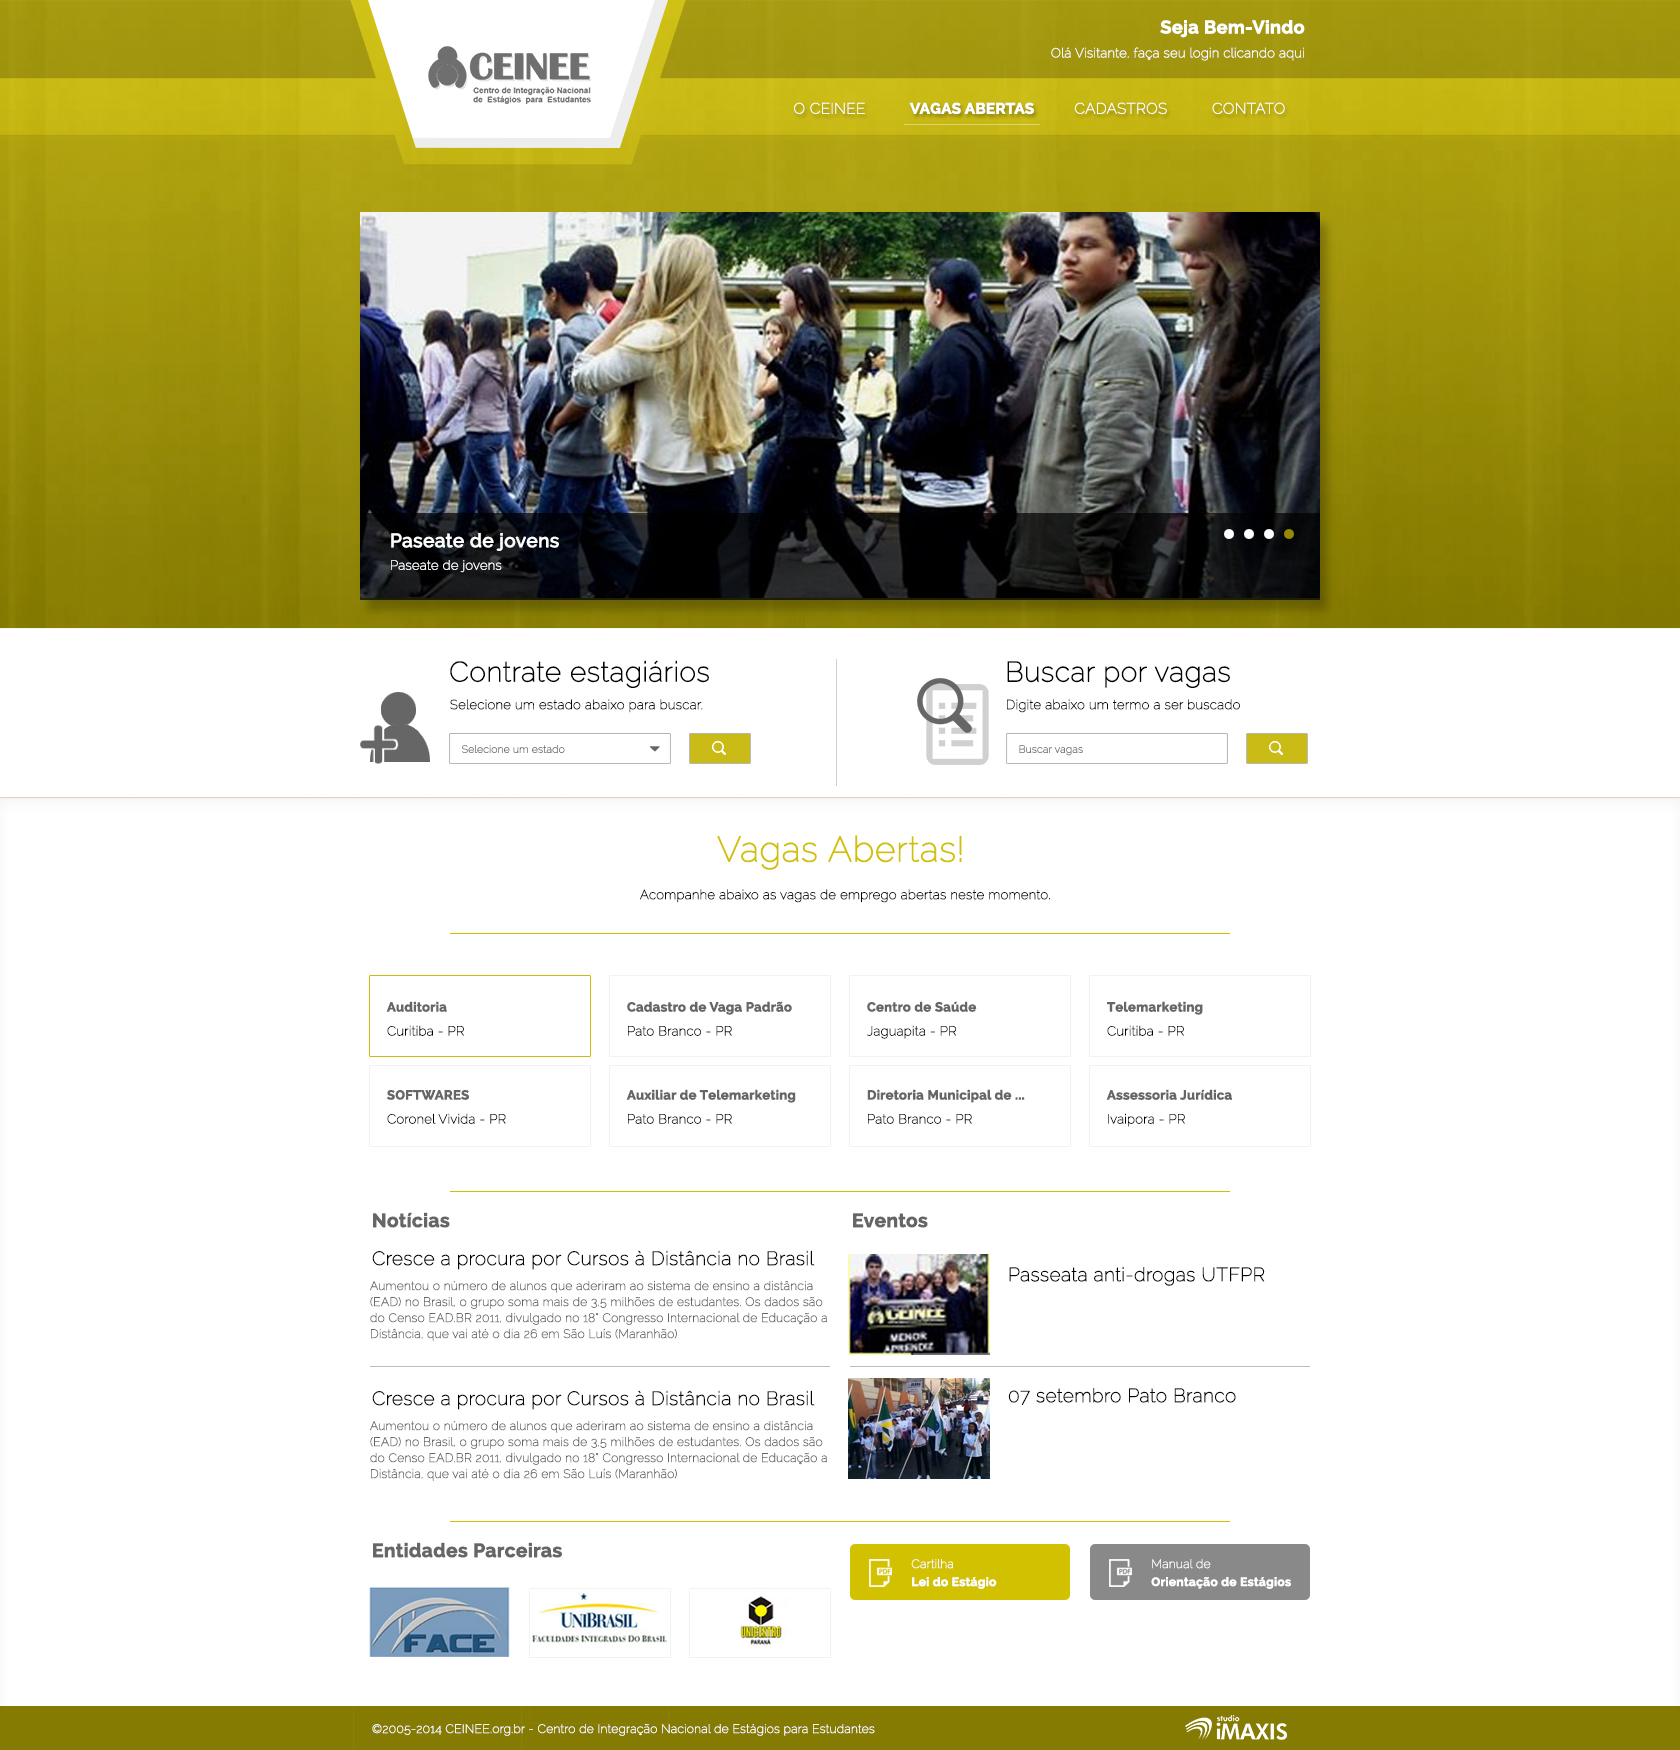 CEINEE
Centro de Integração Nacional
de Estágios para Estudantes
Seja Bem-Vindo
Olá Visitante, faça seu login clicando aqui
O CEINEE
VAGAS ABERTAS
CADASTROS
CONTATO
Paseate de jovens
Paseate de jovens
Contrate estagiários
Selecione um estado abaixo para buscar.
Selecione um estado
Buscar por vagas
Digite abaixo um termo a ser buscado
Buscar vagas
Vagas Abertas!
Acompanhe abaixo as vagas de emprego abertas neste momento.
Auditoria
Curitiba - PR
Cadastro de Vaga Padrão
Pato Branco - PR
Centro de Saúde
Jaguapita - PR
Telemarketing
Curitiba - PR
SOFTWARES
Coronel Vivida - PR
Auxiliar de Telemarketing
Pato Branco - PR
Diretoria Municipal de ...
Pato Branco - PR
Assessoria Jurídica
Ivaipora - PR
Notícias
Cresce a procura por Cursos à Distância no Brasil
Aumentou o número de alunos que aderiram ao sistema de ensino a distância
(EAD) no Brasil, o grupo soma mais de 3,5 milhões de estudantes. Os dados são
do Censo EAD.BR 2011, divulgado no 18° Congresso Internacional de Educação a
Distância, que vai até o dia 26 em São Luís (Maranhão)
Cresce a procura por Cursos à Distância no Brasil
Aumentou o número de alunos que aderiram ao sistema de ensino a distância
(EAD) no Brasil, o grupo soma mais de 3,5 milhões de estudantes. Os dados são
do Censo EAD.BR 2011, divulgado no 18° Congresso Internacional de Educação a
Distância, que vai até o dia 26 em São Luís (Maranhão)
Eventos
CEINEE
MENOR
APRENDIZ
Passeata anti-drogas UTFPR
07 setembro Pato Branco
Entidades Parceiras
FACE
UNIBRASIL
FACULDADES INTEGRADAS DO BRASIL
UNICENTRO
PARANÁ
PDF
Cartilha
Lei do Estágio
PDF
Manual de
Orientação de Estágios
©2005-2014 CEINEE.org.br - Centro de Integração Nacional de Estágios para Estudantes
studio
iMAXIS